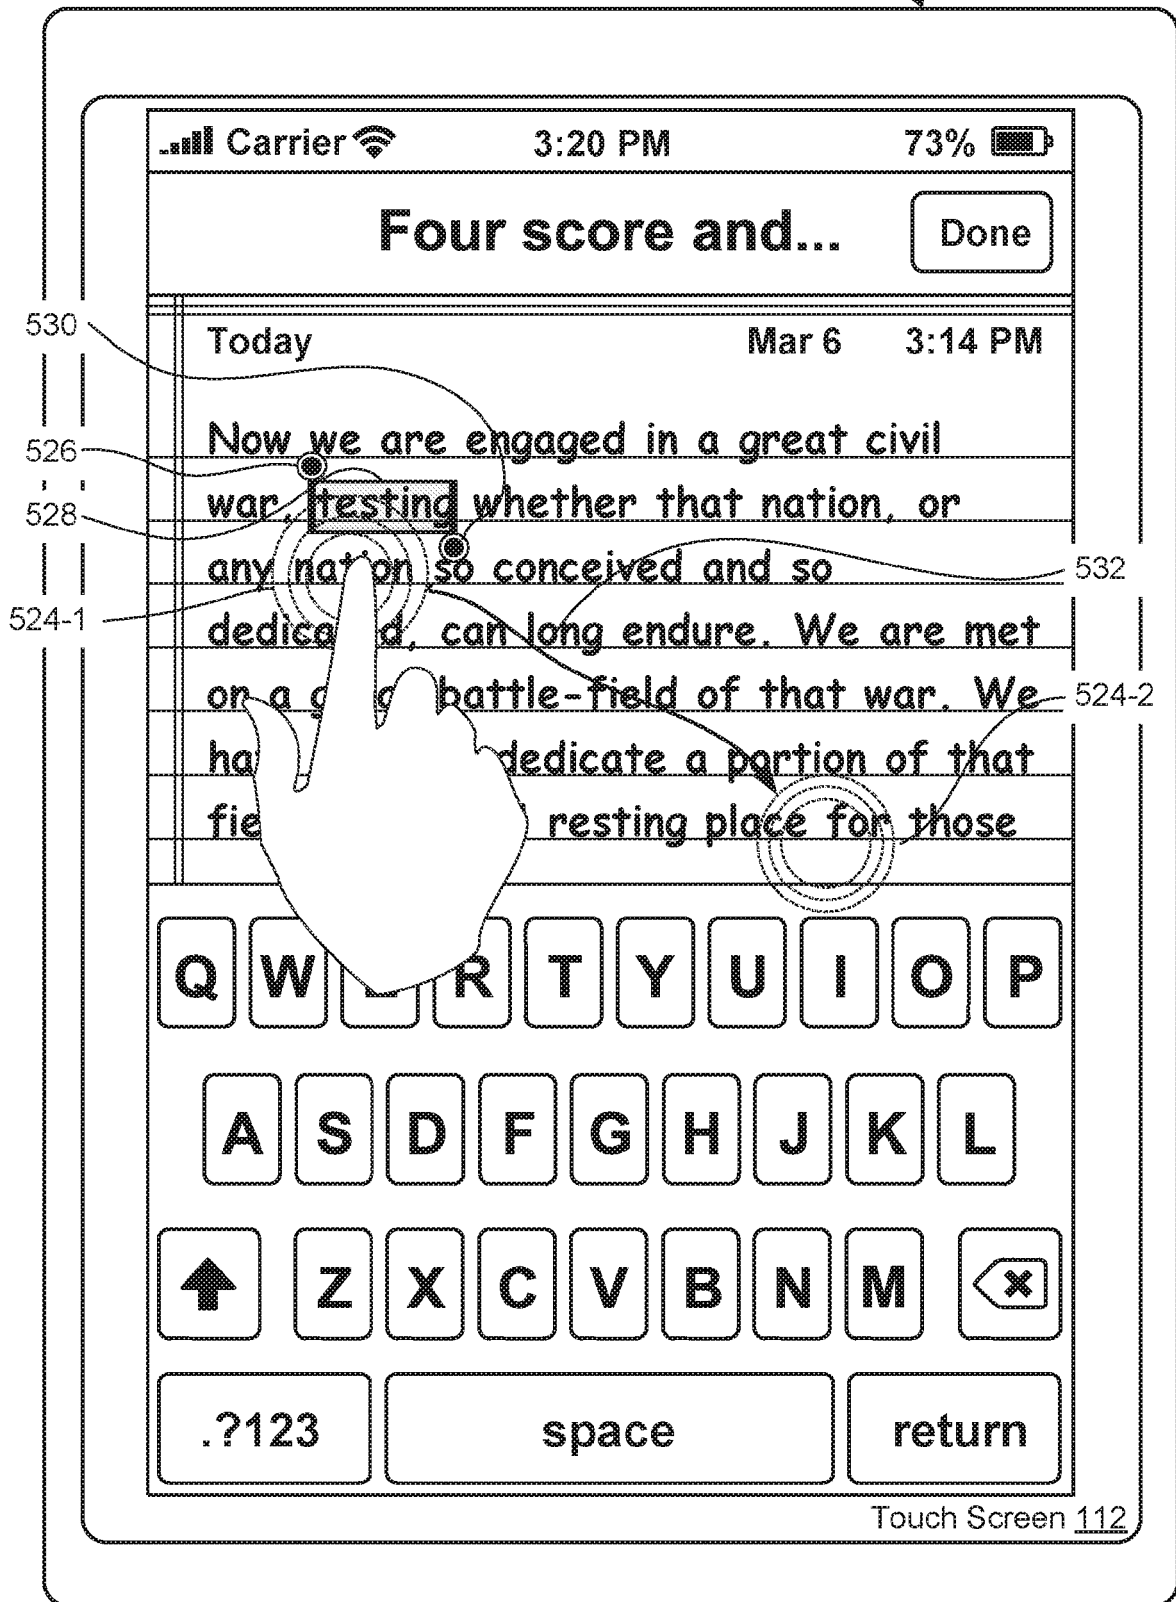 Carrier 3:20 PM 73%
Four score and... Done
530
Today Mar 6 3:14 PM
Now we are engaged in a great civil
526
war, testing whether that nation, or
528
any nation so conceived and so
532
524-1
dedicated, can long endure. We are met
on a battle-field of that war. We
524-2
dedicate a portion of that
resting place for those
Q W R T Y U I O P
A S D F G H J K L
Z X C V B N M
.?123 space return
Touch Screen 112